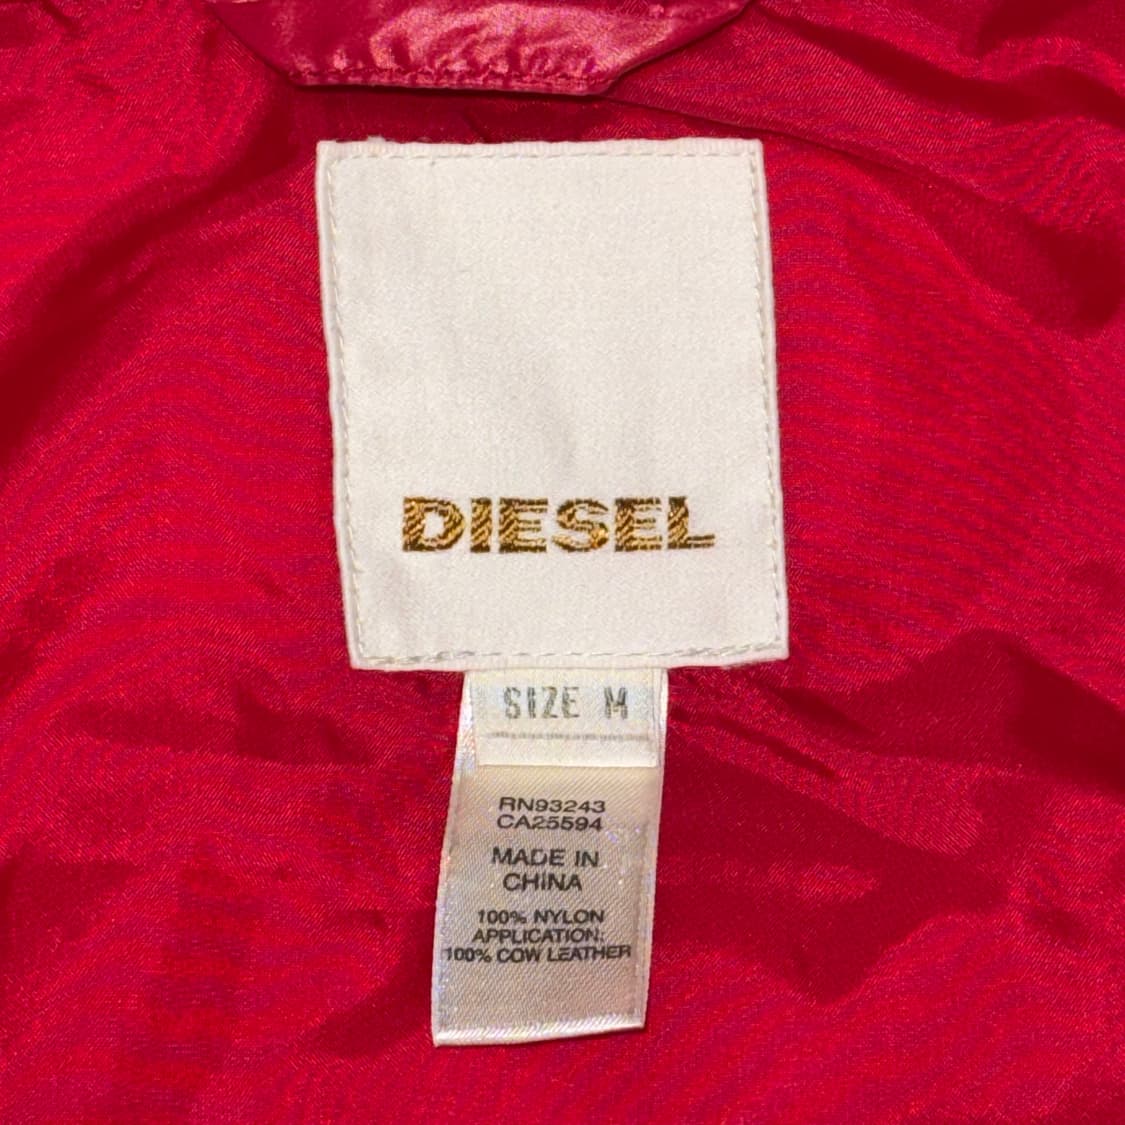 DIESEL
SIZE M
RN93243
CA25594
MADE IN
CHINA
100% NYLON
APPLICATION:
100% COW LEATHER